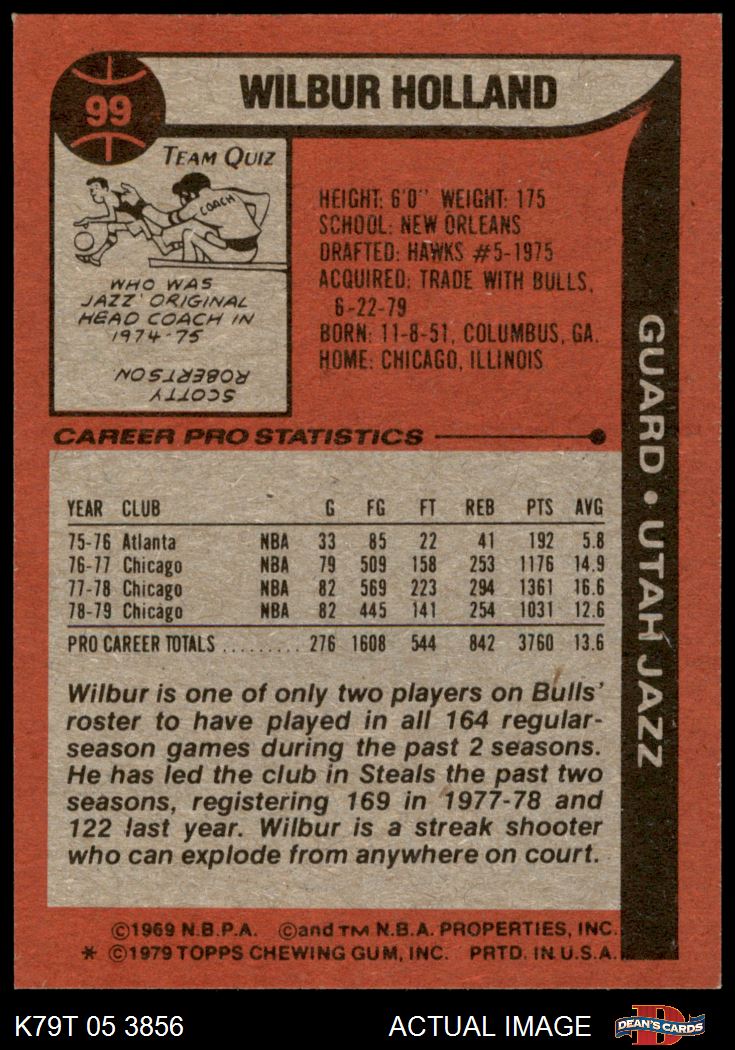 99
WILBUR HOLLAND
TEAM QUIZ
COACH
WHO WAS
JAZZ' ORIGINAL
HEAD COACH IN
1974-75
SCOTTY
ROBERTSON
HEIGHT: 6'0" WEIGHT: 175
SCHOOL: NEW ORLEANS
DRAFTED: HAWKS #5-1975
ACQUIRED: TRADE WITH BULLS,
6-22-79
BORN: 11-8-51, COLUMBUS, GA.
HOME: CHICAGO, ILLINOIS
GUARD • UTAH JAZZ
CAREER PRO STATISTICS
YEAR CLUB G FG FT REB PTS AVG
75-76 Atlanta NBA 33 85 22 41 192 5.8
76-77 Chicago NBA 79 509 158 253 1176 14.9
77-78 Chicago NBA 82 569 223 294 1361 16.6
78-79 Chicago NBA 82 445 141 254 1031 12.6
PRO CAREER TOTALS ......... 276 1608 544 842 3760 13.6
Wilbur is one of only two players on Bulls'
roster to have played in all 164 regular-
season games during the past 2 seasons.
He has led the club in Steals the past two
seasons, registering 169 in 1977-78 and
122 last year. Wilbur is a streak shooter
who can explode from anywhere on court.
©1969 N.B.P.A. ©and TM N.B.A. PROPERTIES, INC.
* ©1979 TOPPS CHEWING GUM, INC. PRTD. IN U.S.A.
K79T 05 3856 ACTUAL IMAGE
D
DEAN'S CARDS